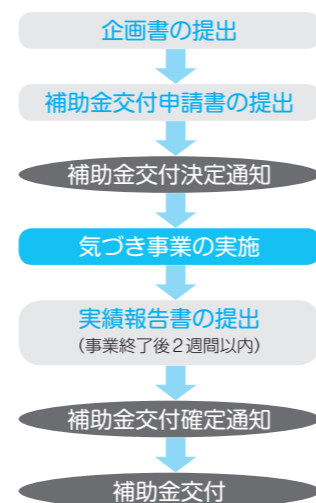 企画書の提出
補助金交付申請書の提出
補助金交付決定通知
気づき事業の実施
実績報告書の提出
(事業終了後2週間以内)
補助金交付確定通知
補助金交付